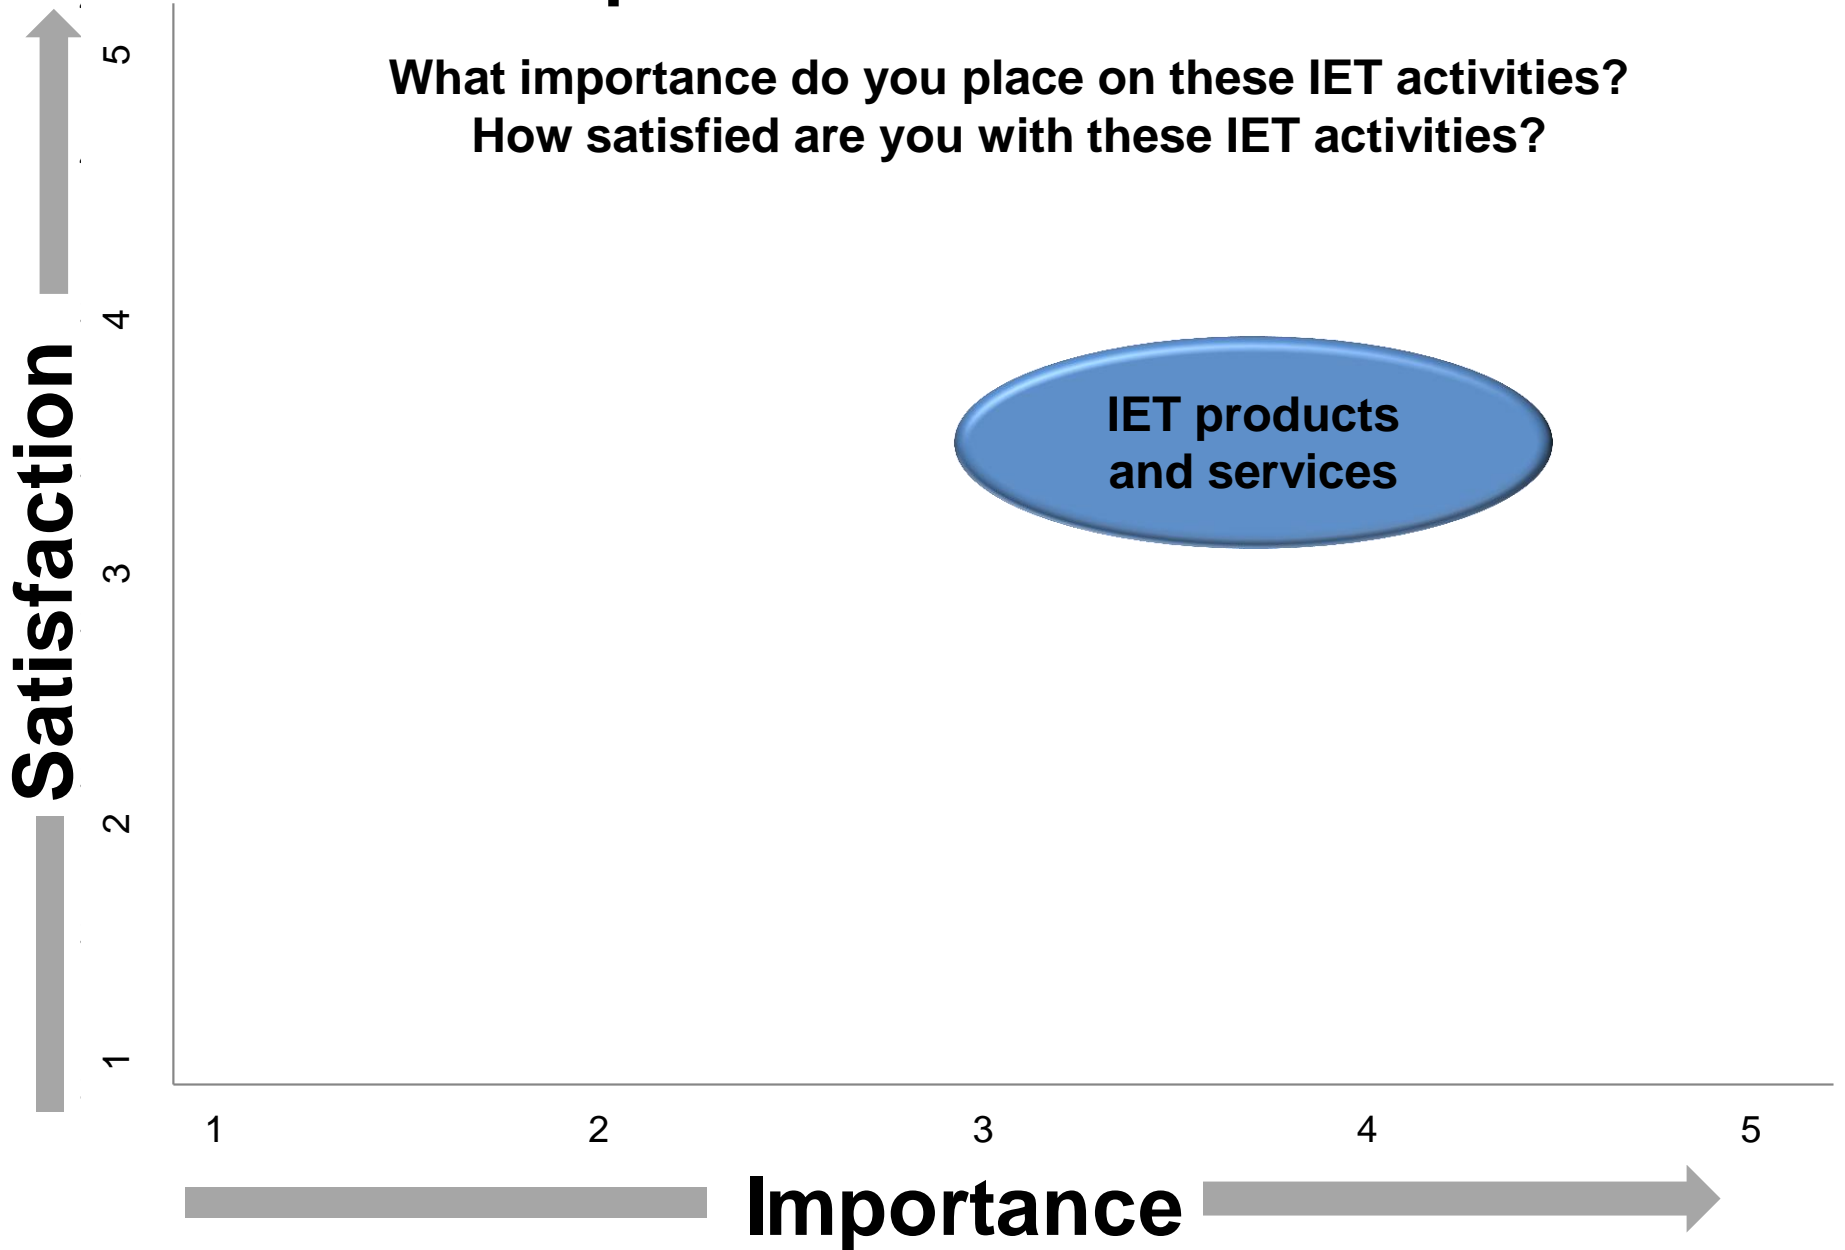 What importance do you place on these IET activities?
How satisfied are you with these IET activities?
5
4
3
2
1
Satisfaction
IET products
and services
1 2 3 4 5
Importance